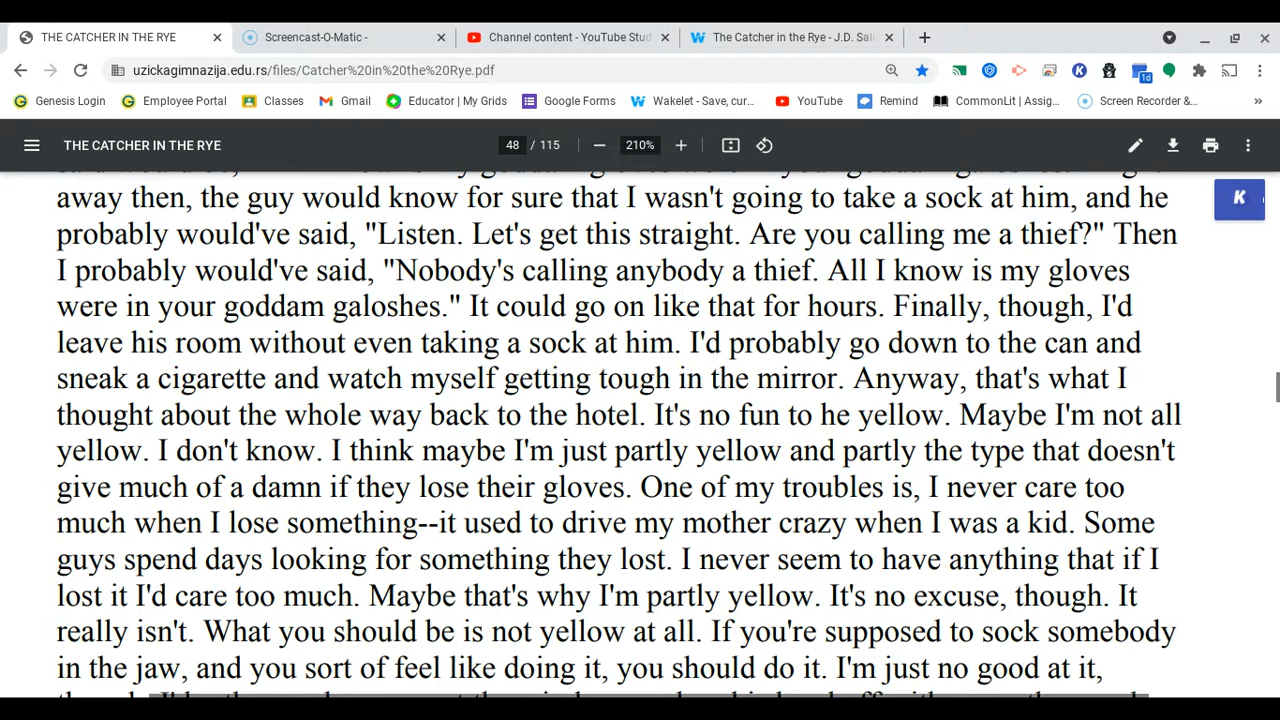 THE CATCHER IN THE RYE
Screencast-O-Matic -
Channel content - YouTube Stud
The Catcher in the Rye - J.D. Sali
uzickagimnazija.edu.rs/files/Catcher%20in%20the%20Rye.pdf
1d
Genesis Login
Employee Portal
Classes
Gmail
Educator | My Grids
Google Forms
Wakelet - Save, cur...
YouTube
Remind
CommonLit | Assig...
Screen Recorder &...
»
THE CATCHER IN THE RYE
48 / 115
210%
K
away then, the guy would know for sure that I wasn't going to take a sock at him, and he
probably would've said, "Listen. Let's get this straight. Are you calling me a thief?" Then
I probably would've said, "Nobody's calling anybody a thief. All I know is my gloves
were in your goddam galoshes." It could go on like that for hours. Finally, though, I'd
leave his room without even taking a sock at him. I'd probably go down to the can and
sneak a cigarette and watch myself getting tough in the mirror. Anyway, that's what I
thought about the whole way back to the hotel. It's no fun to he yellow. Maybe I'm not all
yellow. I don't know. I think maybe I'm just partly yellow and partly the type that doesn't
give much of a damn if they lose their gloves. One of my troubles is, I never care too
much when I lose something--it used to drive my mother crazy when I was a kid. Some
guys spend days looking for something they lost. I never seem to have anything that if I
lost it I'd care too much. Maybe that's why I'm partly yellow. It's no excuse, though. It
really isn't. What you should be is not yellow at all. If you're supposed to sock somebody
in the jaw, and you sort of feel like doing it, you should do it. I'm just no good at it,